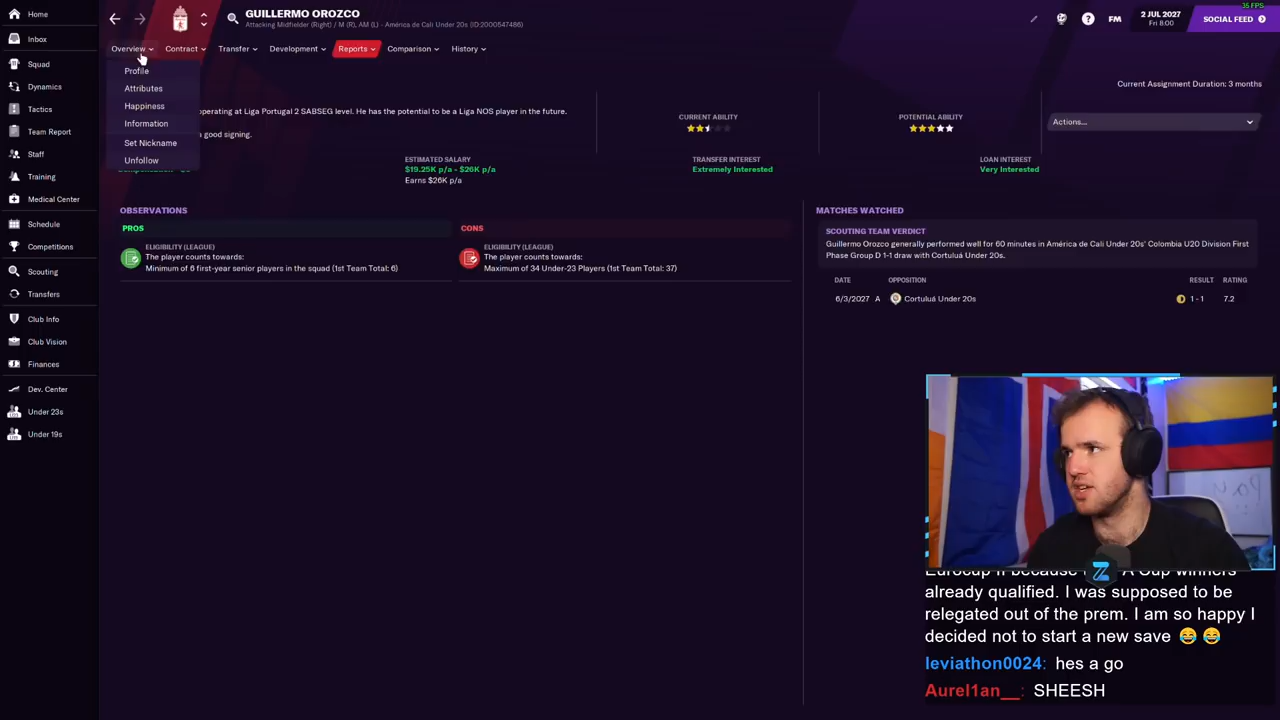 Home
Inbox
Squad
Dynamics
Tactics
Team Report
Staff
Training
Medical Center
Schedule
Competitions
Scouting
Transfers
Club Info
Club Vision
Finances
Dev. Center
Under 23s
Under 19s
GUILLERMO OROZCO
Attacking Midfielder (Right) / M (R), AM (L) - América de Cali Under 20s (ID:2000547486)
36 FPS
FM
2 JUL 2027
Fri 8:00
SOCIAL FEED
Overview
Contract
Transfer
Development
Reports
Comparison
History
Profile
Attributes
Happiness
Information
Set Nickname
Unfollow
Current Assignment Duration: 3 months
operating at Liga Portugal 2 SABSEG level. He has the potential to be a Liga NOS player in the future.
good signing.
CURRENT ABILITY
POTENTIAL ABILITY
Actions...
ESTIMATED SALARY
$19.25K p/a - $26K p/a
Earns $26K p/a
TRANSFER INTEREST
Extremely Interested
LOAN INTEREST
Very Interested
OBSERVATIONS
PROS
ELIGIBILITY (LEAGUE)
The player counts towards:
Minimum of 6 first-year senior players in the squad (1st Team Total: 6)
CONS
ELIGIBILITY (LEAGUE)
The player counts towards:
Maximum of 34 Under-23 Players (1st Team Total: 37)
MATCHES WATCHED
SCOUTING TEAM VERDICT
Guillermo Orozco generally performed well for 60 minutes in América de Cali Under 20s' Colombia U20 Division First
Phase Group D 1-1 draw with Cortuluá Under 20s.
DATE
OPPOSITION
RESULT
RATING
6/3/2027 A
Cortuluá Under 20s
1 - 1
7.2
already qualified. I was supposed to be
relegated out of the prem. I am so happy I
decided not to start a new save 😂 😂
leviathon0024: hes a go
Aurel1an__: SHEESH